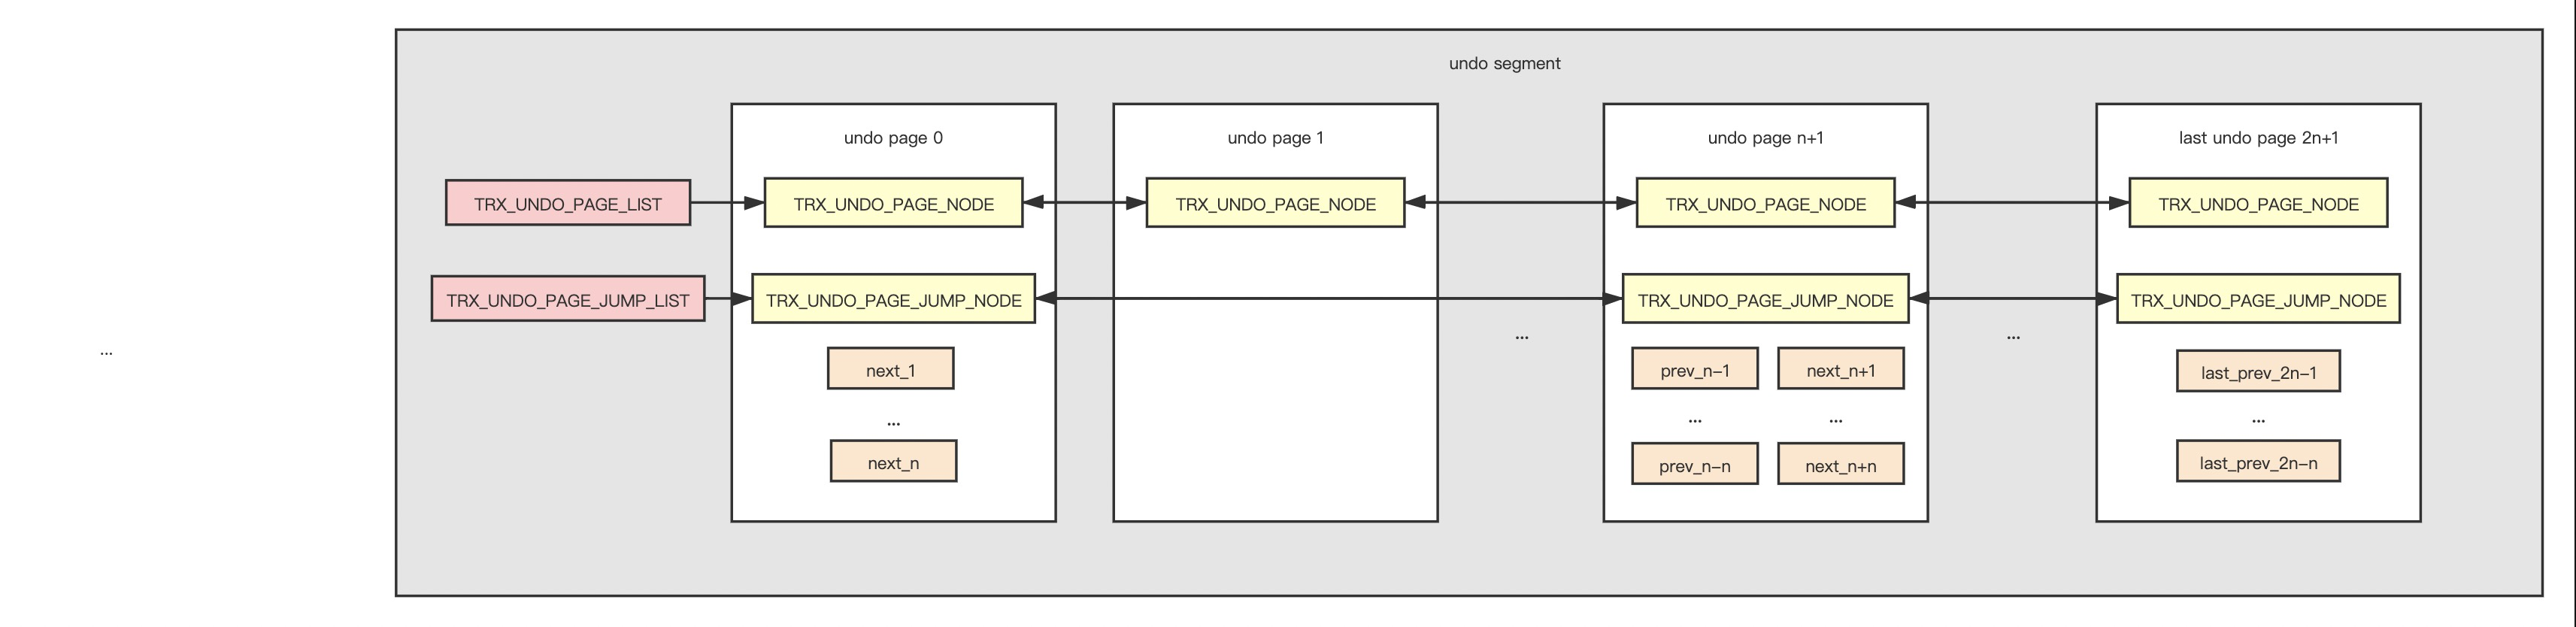 undo segment
undo page 0
undo page 1
undo page n+1
last undo page 2n+1
TRX_UNDO_PAGE_LIST
TRX_UNDO_PAGE_NODE
TRX_UNDO_PAGE_NODE
TRX_UNDO_PAGE_NODE
TRX_UNDO_PAGE_NODE
TRX_UNDO_PAGE_JUMP_LIST
TRX_UNDO_PAGE_JUMP_NODE
TRX_UNDO_PAGE_JUMP_NODE
TRX_UNDO_PAGE_JUMP_NODE
...
...
...
next_1
prev_n-1
next_n+1
last_prev_2n-1
...
...
...
...
next_n
prev_n-n
next_n+n
last_prev_2n-n